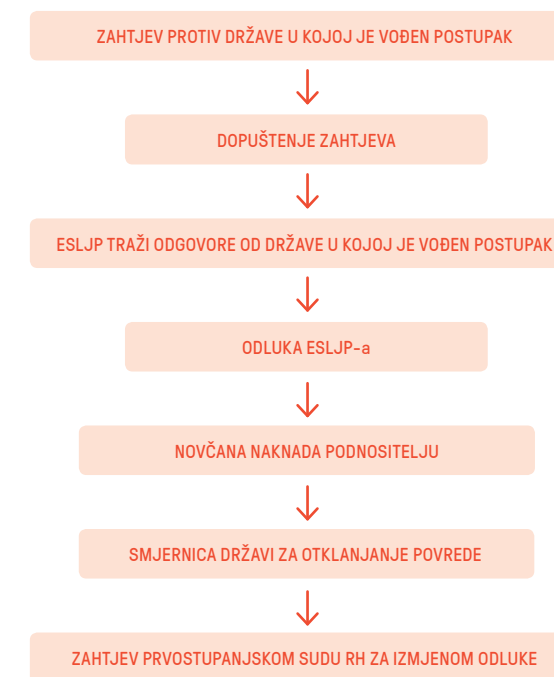 ZAHTJEV PROTIV DRŽAVE U KOJOJ JE VOĐEN POSTUPAK
DOPUŠTENJE ZAHTJEVA
ESLJP TRAŽI ODGOVORE OD DRŽAVE U KOJOJ JE VOĐEN POSTUPAK
ODLUKA ESLJP-a
NOVČANA NAKNADA PODNOSITELJU
SMJERNICA DRŽAVI ZA OTKLANJANJE POVREDE
ZAHTJEV PRVOSTUPANJSKOM SUDU RH ZA IZMJENOM ODLUKE